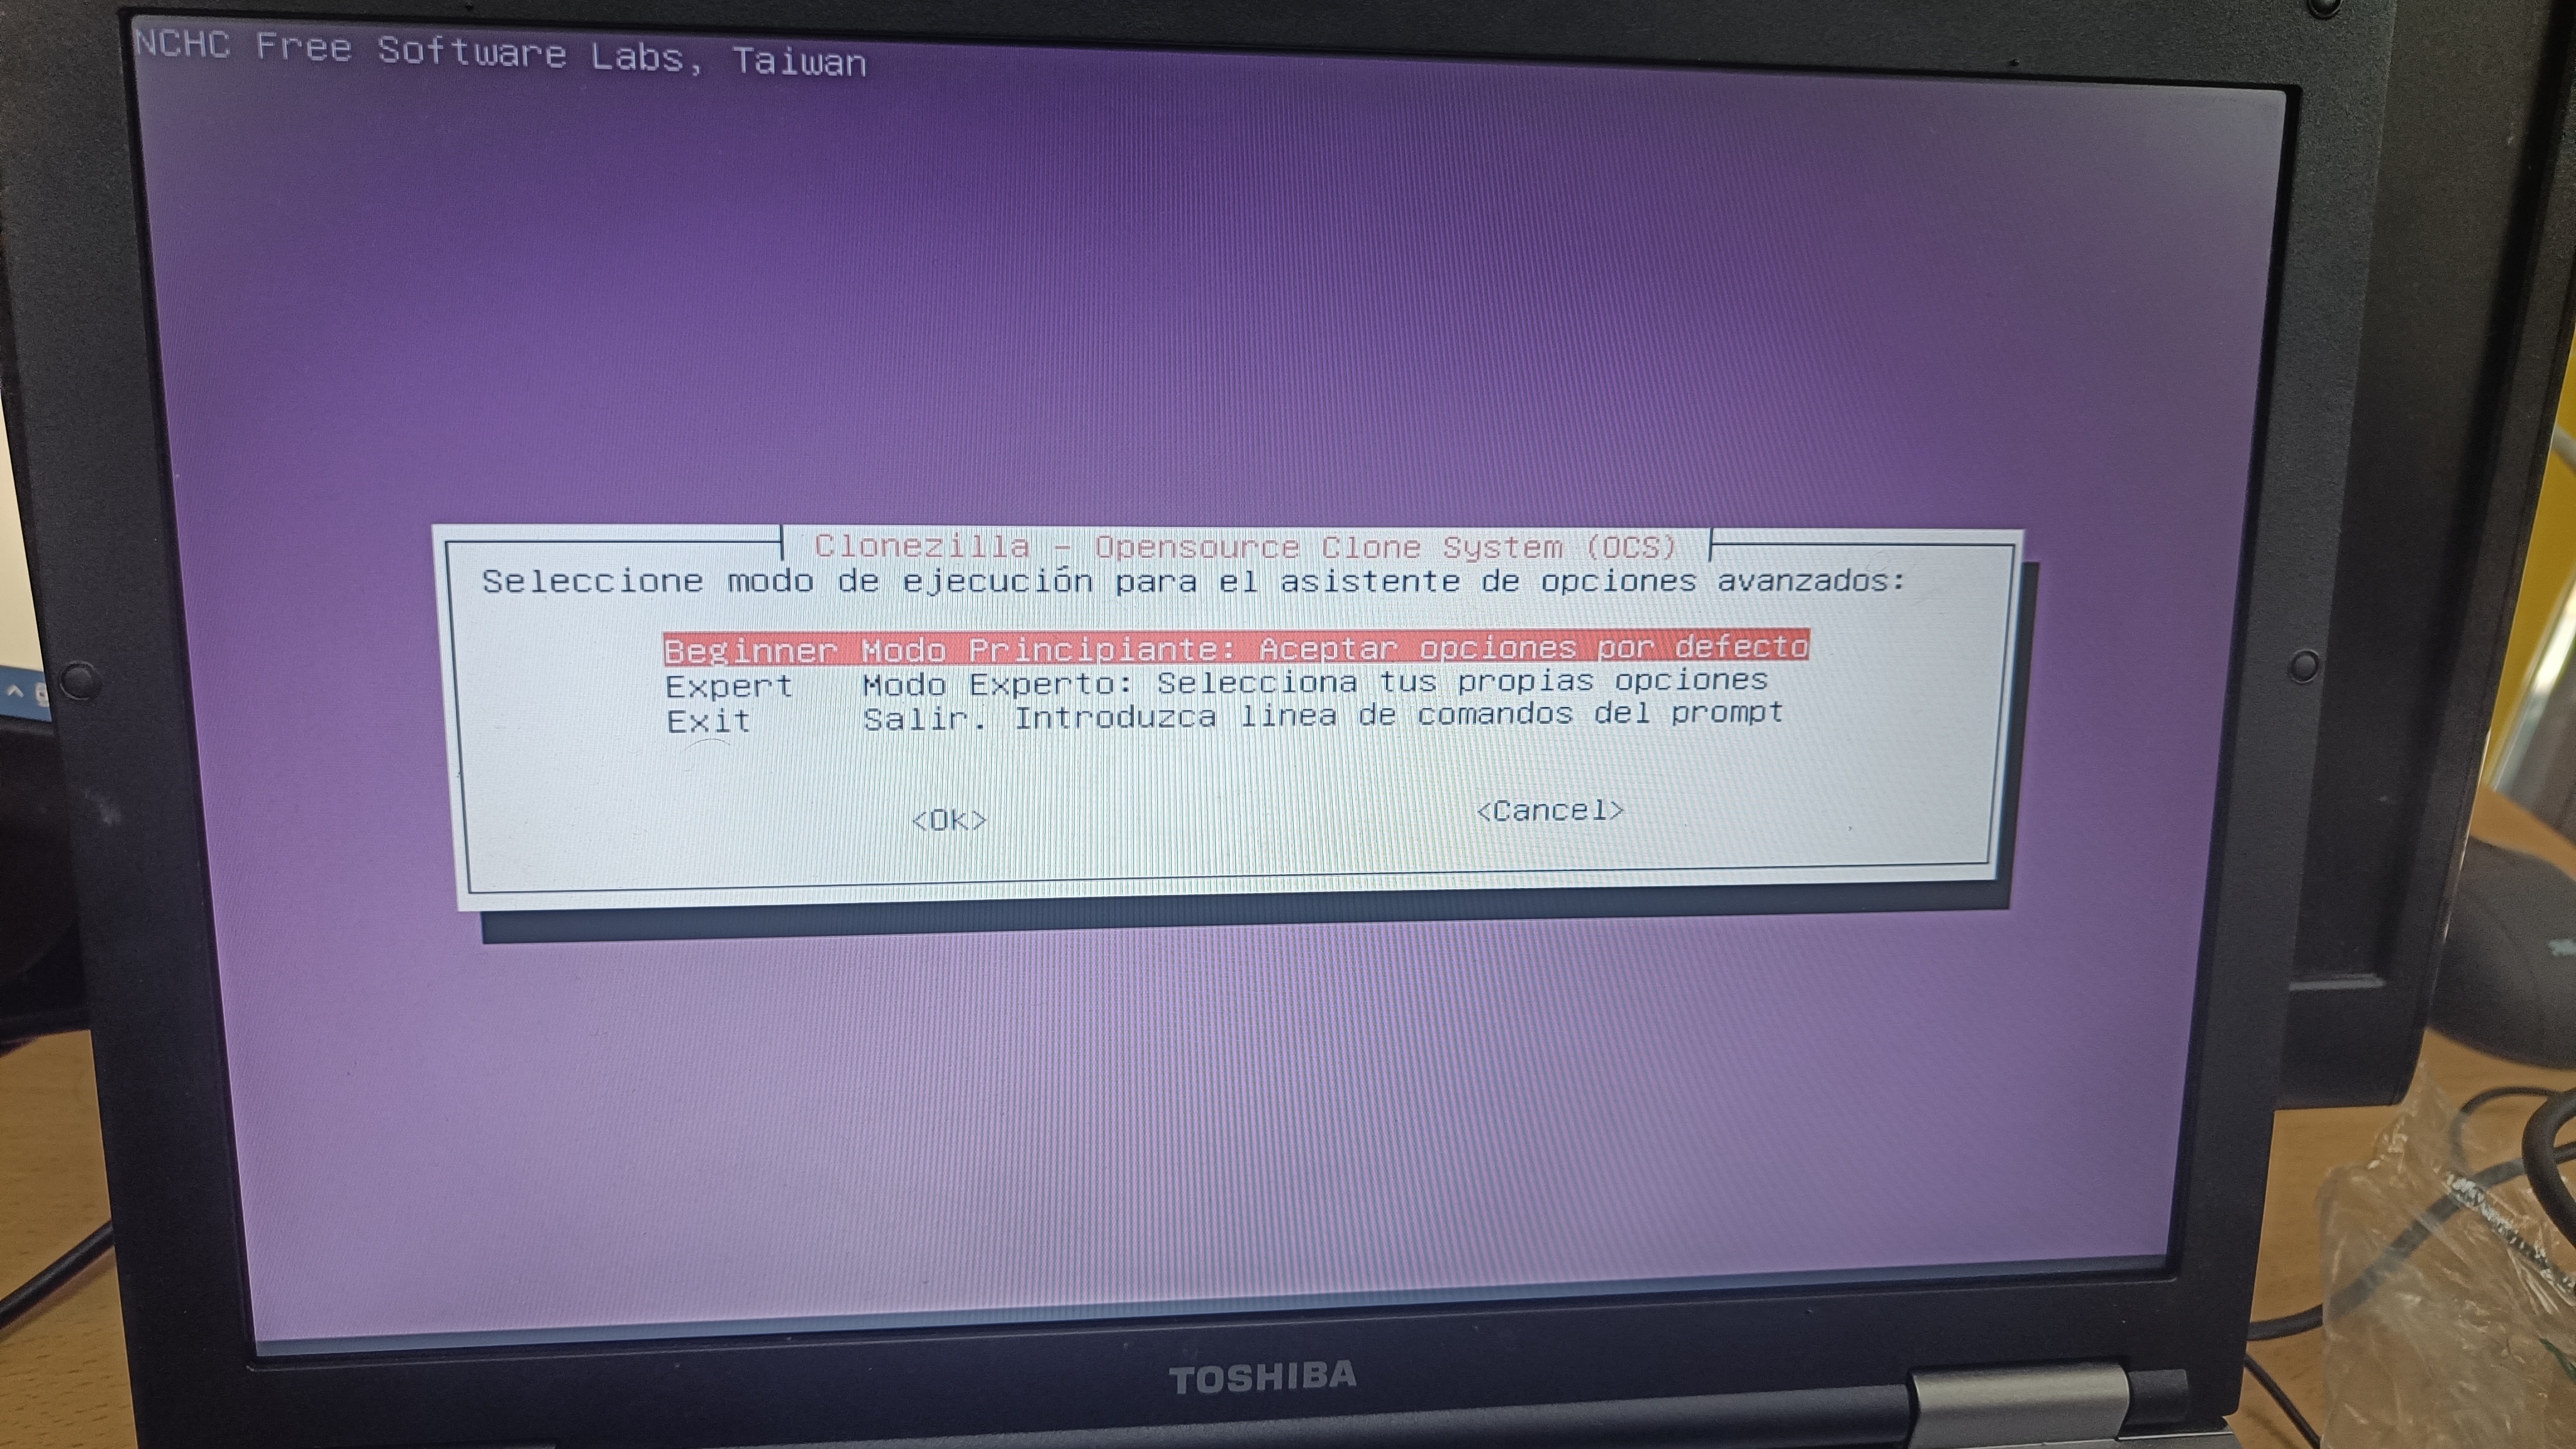 NCHC Free Software Labs, Taiwan
Clonezilla - Opensource Clone System (OCS)
Seleccione modo de ejecución para el asistente de opciones avanzados:
Beginner Modo Principiante: Aceptar opciones por defecto
Expert Modo Experto: Selecciona tus propias opciones
Exit Salir. Introduzca linea de comandos del prompt
<Ok> <Cancel>
TOSHIBA